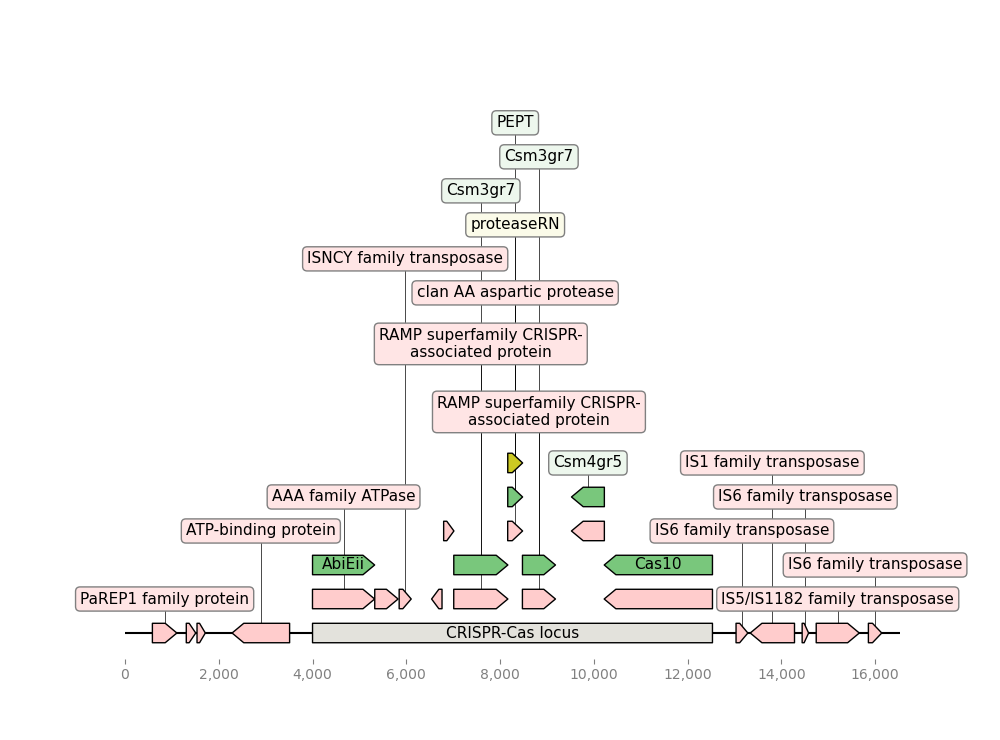 PEPT
Csm3gr7
Csm3gr7
proteaseRN
ISNCY family transposase
clan AA aspartic protease
RAMP superfamily CRISPR-
associated protein
RAMP superfamily CRISPR-
associated protein
Csm4gr5
IS1 family transposase
AAA family ATPase
IS6 family transposase
ATP-binding protein
IS6 family transposase
AbiEii
Cas10
IS6 family transposase
PaREP1 family protein
IS5/IS1182 family transposase
CRISPR-Cas locus
0 2,000 4,000 6,000 8,000 10,000 12,000 14,000 16,000